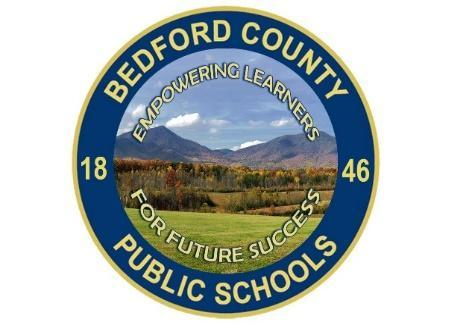 BEDFORD COUNTY
EMPOWERING LEARNERS
18 46
FOR FUTURE SUCCESS
PUBLIC SCHOOLS